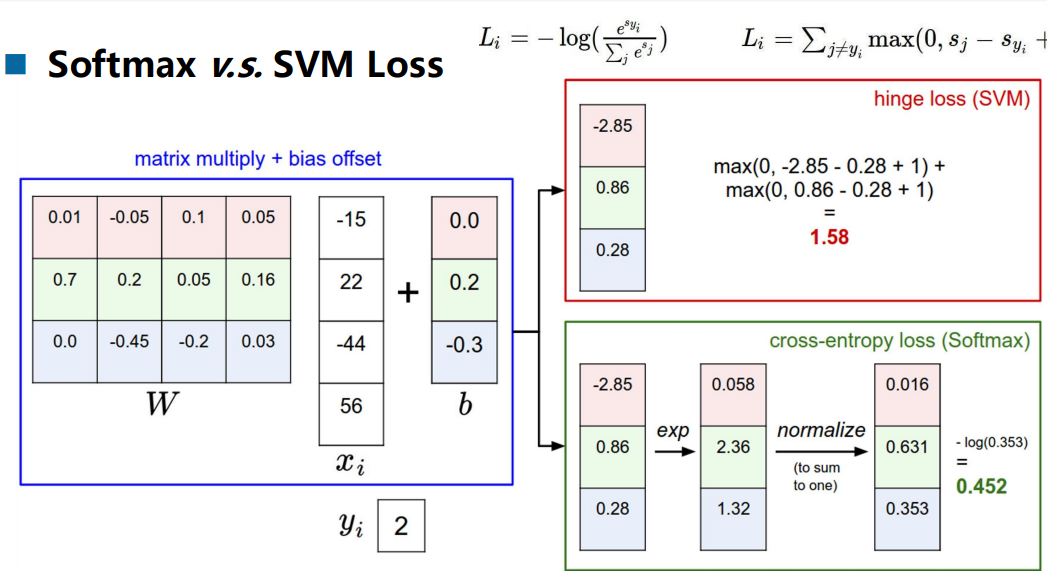 Softmax v.s. SVM Loss
L_i = − log(e^{s_{y_i}} / ∑_j e^{s_j})
L_i = ∑_{j≠y_i} max(0, s_j − s_{y_i} +
matrix multiply + bias offset
0.01 -0.05 0.1 0.05
0.7 0.2 0.05 0.16
0.0 -0.45 -0.2 0.03
W
-15
22
-44
56
x_i
+
0.0
0.2
-0.3
b
y_i 2
hinge loss (SVM)
-2.85
0.86
0.28
max(0, -2.85 - 0.28 + 1) +
max(0, 0.86 - 0.28 + 1)
=
1.58
cross-entropy loss (Softmax)
-2.85
0.86
0.28
exp
0.058
2.36
1.32
normalize
(to sum
to one)
0.016
0.631
0.353
- log(0.353)
=
0.452